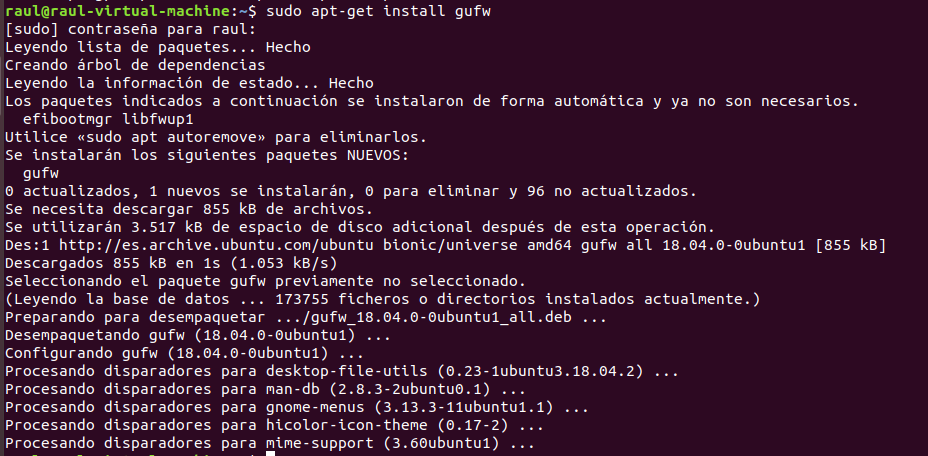 raul@raul-virtual-machine:~$ sudo apt-get install gufw
[sudo] contraseña para raul:
Leyendo lista de paquetes... Hecho
Creando árbol de dependencias
Leyendo la información de estado... Hecho
Los paquetes indicados a continuación se instalaron de forma automática y ya no son necesarios.
  efibootmgr libfwup1
Utilice «sudo apt autoremove» para eliminarlos.
Se instalarán los siguientes paquetes NUEVOS:
  gufw
0 actualizados, 1 nuevos se instalarán, 0 para eliminar y 96 no actualizados.
Se necesita descargar 855 kB de archivos.
Se utilizarán 3.517 kB de espacio de disco adicional después de esta operación.
Des:1 http://es.archive.ubuntu.com/ubuntu bionic/universe amd64 gufw all 18.04.0-0ubuntu1 [855 kB]
Descargados 855 kB en 1s (1.053 kB/s)
Seleccionando el paquete gufw previamente no seleccionado.
(Leyendo la base de datos ... 173755 ficheros o directorios instalados actualmente.)
Preparando para desempaquetar .../gufw_18.04.0-0ubuntu1_all.deb ...
Desempaquetando gufw (18.04.0-0ubuntu1) ...
Configurando gufw (18.04.0-0ubuntu1) ...
Procesando disparadores para desktop-file-utils (0.23-1ubuntu3.18.04.2) ...
Procesando disparadores para man-db (2.8.3-2ubuntu0.1) ...
Procesando disparadores para gnome-menus (3.13.3-11ubuntu1.1) ...
Procesando disparadores para hicolor-icon-theme (0.17-2) ...
Procesando disparadores para mime-support (3.60ubuntu1) ...